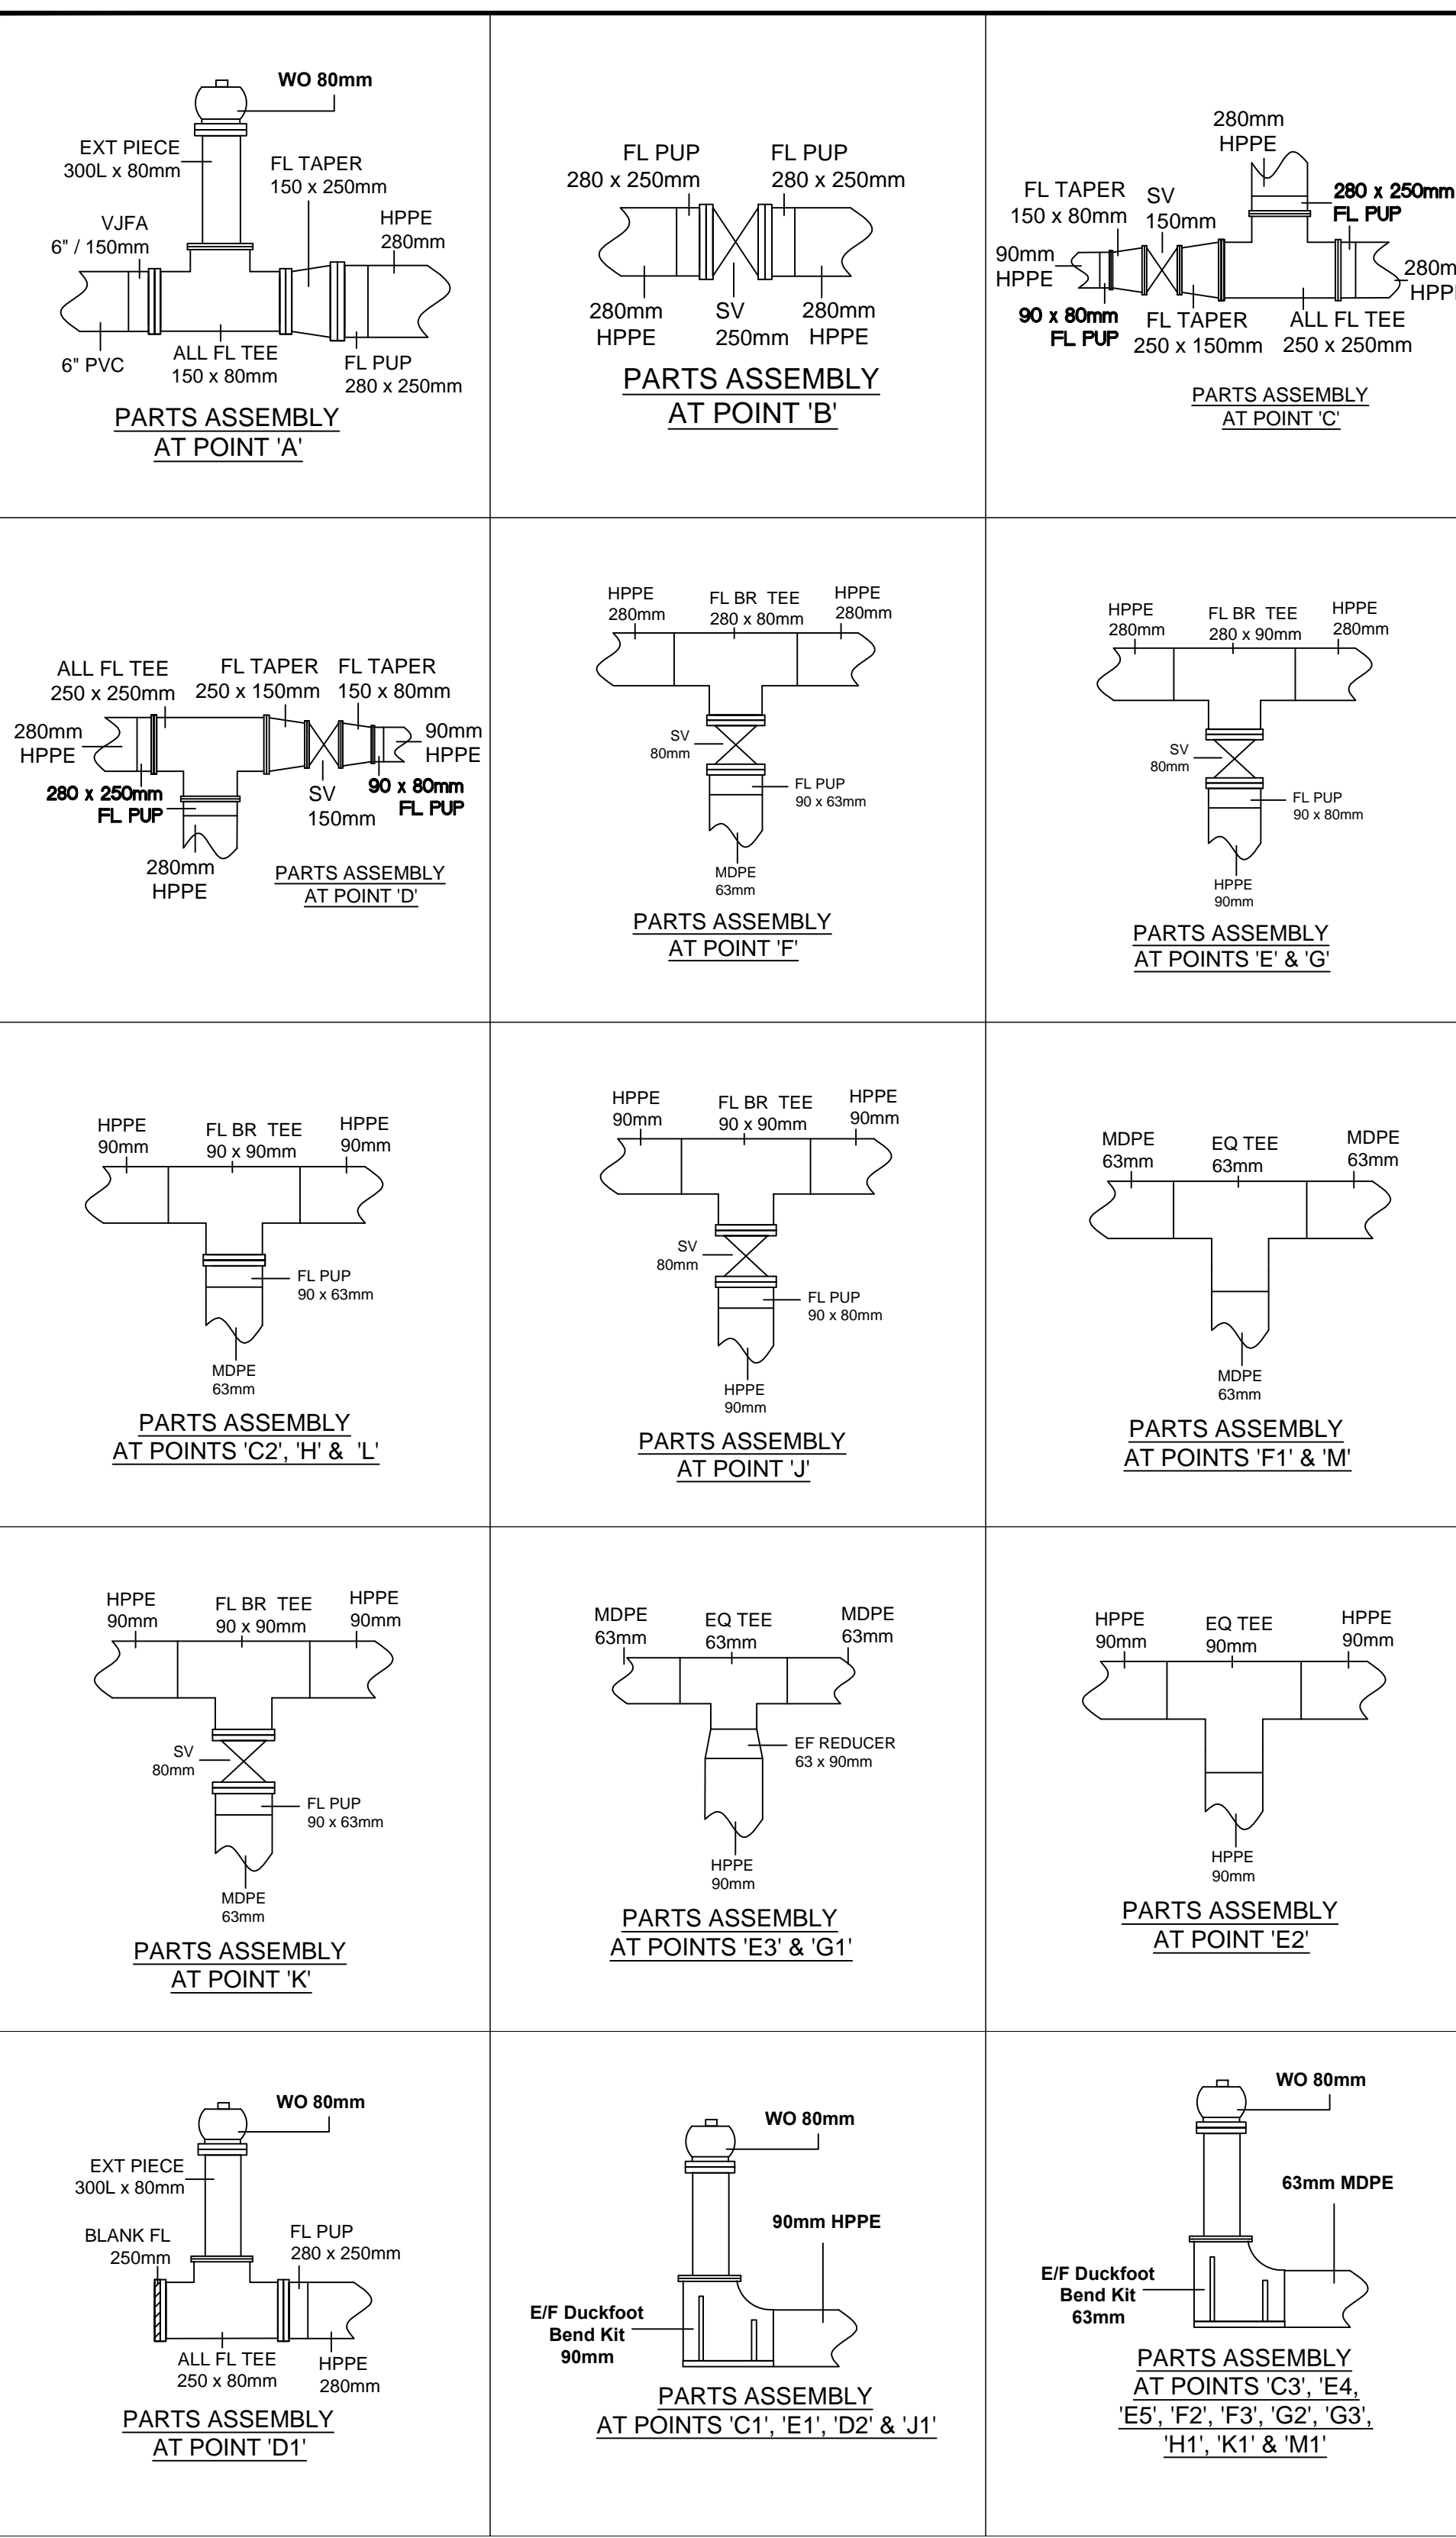 WO 80mm
EXT PIECE
300L x 80mm
FL TAPER
150 x 250mm
VJFA
6" / 150mm
HPPE
280mm
6" PVC
ALL FL TEE
150 x 80mm
FL PUP
280 x 250mm
PARTS ASSEMBLY
AT POINT 'A'
FL PUP
280 x 250mm
FL PUP
280 x 250mm
280mm
HPPE
SV
250mm
280mm
HPPE
PARTS ASSEMBLY
AT POINT 'B'
280mm
HPPE
FL TAPER
150 x 80mm
SV
150mm
280 x 250mm
FL PUP
90mm
HPPE
280m
HPP
90 x 80mm
FL PUP
FL TAPER
250 x 150mm
ALL FL TEE
250 x 250mm
PARTS ASSEMBLY
AT POINT 'C'
ALL FL TEE
250 x 250mm
FL TAPER
250 x 150mm
FL TAPER
150 x 80mm
280mm
HPPE
90mm
HPPE
280 x 250mm
FL PUP
SV
150mm
90 x 80mm
FL PUP
280mm
HPPE
PARTS ASSEMBLY
AT POINT 'D'
HPPE
280mm
FL BR TEE
280 x 80mm
HPPE
280mm
SV
80mm
FL PUP
90 x 63mm
MDPE
63mm
PARTS ASSEMBLY
AT POINT 'F'
HPPE
280mm
FL BR TEE
280 x 90mm
HPPE
280mm
SV
80mm
FL PUP
90 x 80mm
HPPE
90mm
PARTS ASSEMBLY
AT POINTS 'E' & 'G'
HPPE
90mm
FL BR TEE
90 x 90mm
HPPE
90mm
FL PUP
90 x 63mm
MDPE
63mm
PARTS ASSEMBLY
AT POINTS 'C2', 'H' & 'L'
HPPE
90mm
FL BR TEE
90 x 90mm
HPPE
90mm
SV
80mm
FL PUP
90 x 80mm
HPPE
90mm
PARTS ASSEMBLY
AT POINT 'J'
MDPE
63mm
EQ TEE
63mm
MDPE
63mm
MDPE
63mm
PARTS ASSEMBLY
AT POINTS 'F1' & 'M'
HPPE
90mm
FL BR TEE
90 x 90mm
HPPE
90mm
SV
80mm
FL PUP
90 x 63mm
MDPE
63mm
PARTS ASSEMBLY
AT POINT 'K'
MDPE
63mm
EQ TEE
63mm
MDPE
63mm
EF REDUCER
63 x 90mm
HPPE
90mm
PARTS ASSEMBLY
AT POINTS 'E3' & 'G1'
HPPE
90mm
EQ TEE
90mm
HPPE
90mm
HPPE
90mm
PARTS ASSEMBLY
AT POINT 'E2'
WO 80mm
EXT PIECE
300L x 80mm
BLANK FL
250mm
FL PUP
280 x 250mm
ALL FL TEE
250 x 80mm
HPPE
280mm
PARTS ASSEMBLY
AT POINT 'D1'
WO 80mm
90mm HPPE
E/F Duckfoot
Bend Kit
90mm
PARTS ASSEMBLY
AT POINTS 'C1', 'E1', 'D2' & 'J1'
WO 80mm
63mm MDPE
E/F Duckfoot
Bend Kit
63mm
PARTS ASSEMBLY
AT POINTS 'C3', 'E4,
'E5', 'F2', 'F3', 'G2', 'G3',
'H1', 'K1' & 'M1'